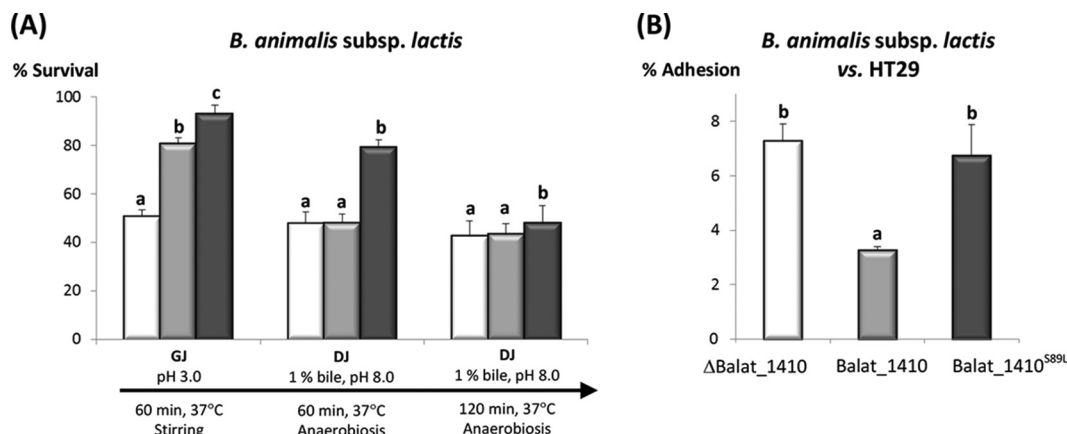 (A)
B. animalis subsp. lactis
% Survival
100
80
60
40
20
0
a
b
c
a
a
b
a
a
b
GJ
pH 3.0
DJ
1 % bile, pH 8.0
DJ
1 % bile, pH 8.0
60 min, 37°C
Stirring
60 min, 37°C
Anaerobiosis
120 min, 37°C
Anaerobiosis
(B)
B. animalis subsp. lactis
vs. HT29
% Adhesion
8
6
4
2
0
b
a
b
ΔBalat_1410
Balat_1410
Balat_1410S89L